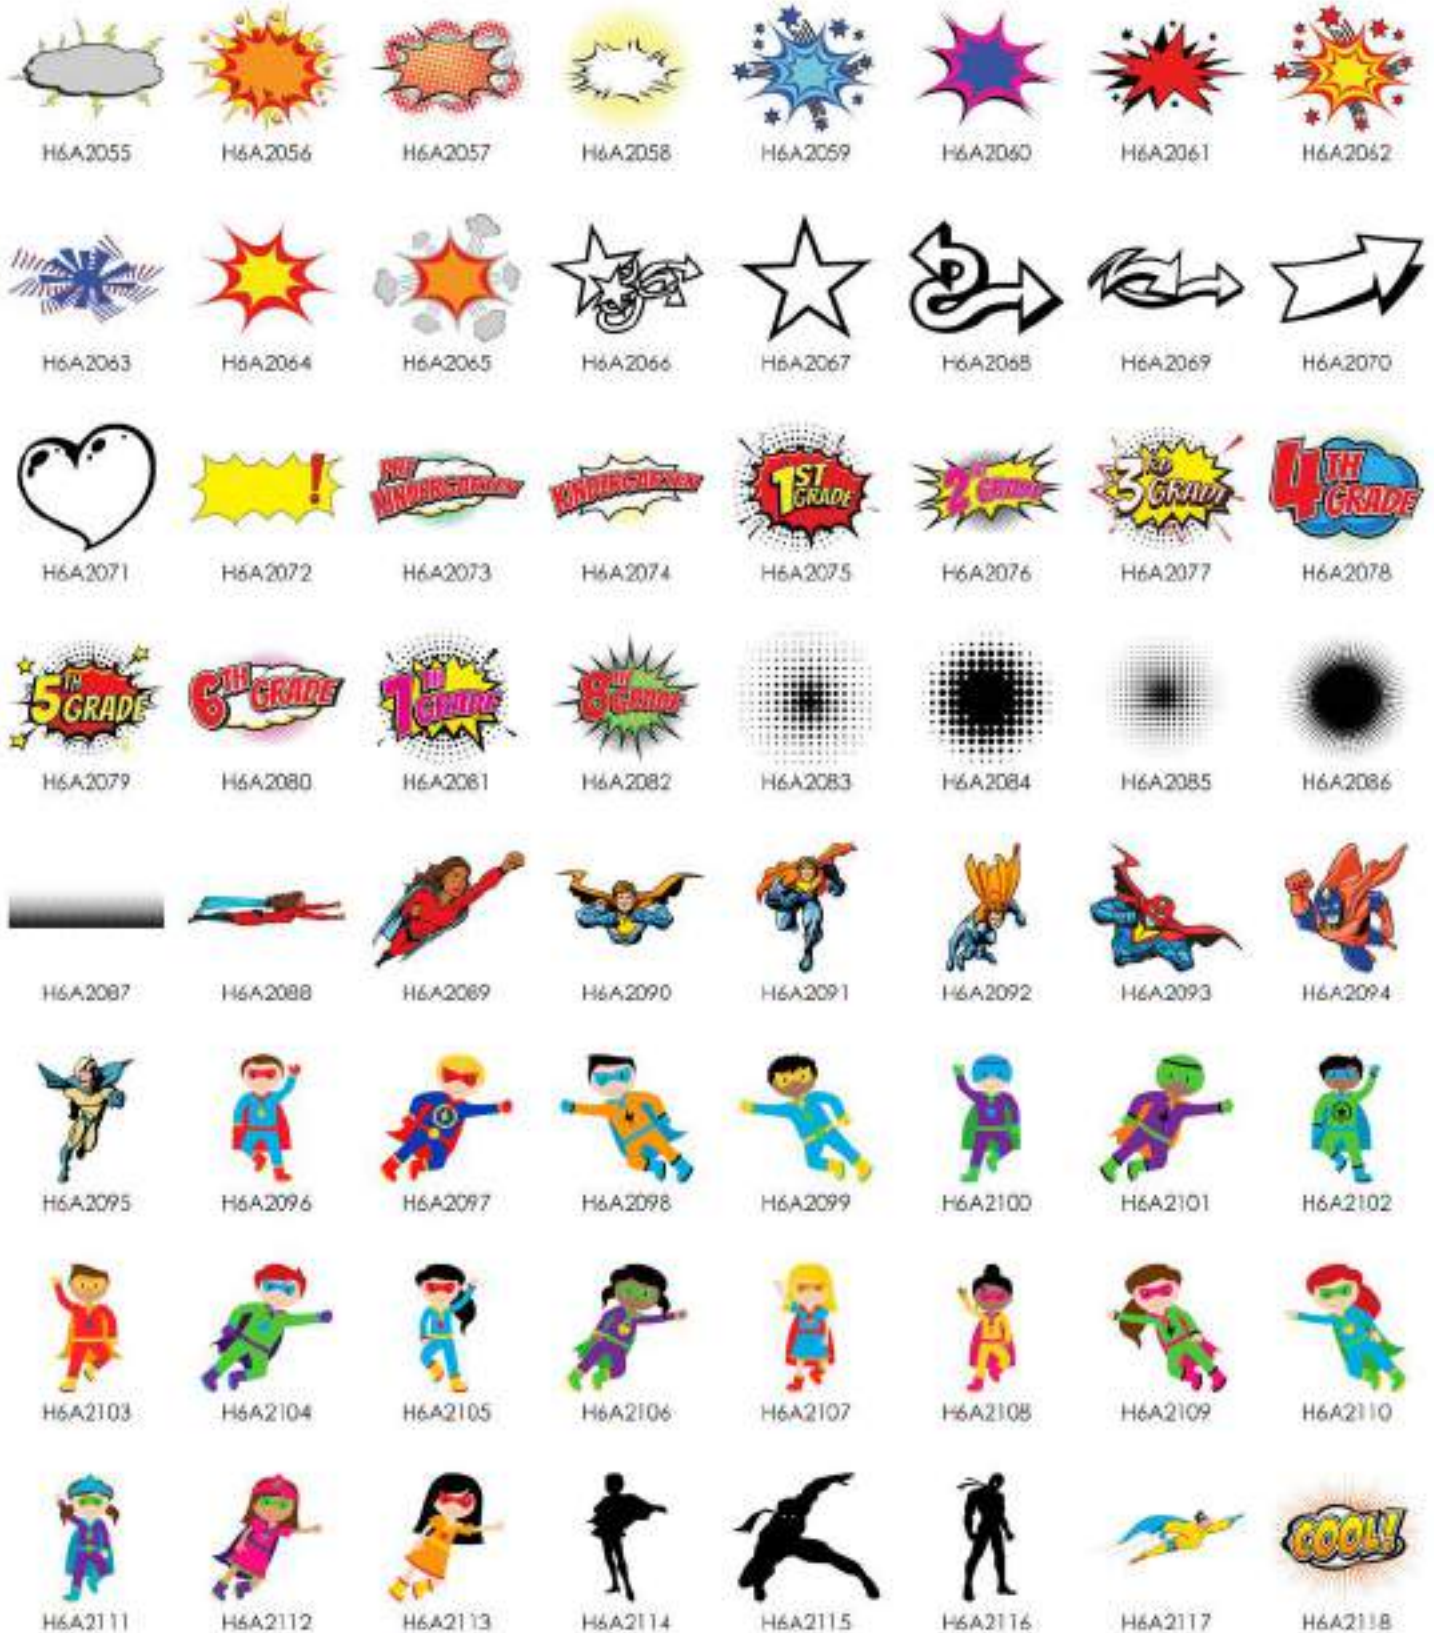 H6A2055 H6A2056 H6A2057 H6A2058 H6A2059 H6A2060 H6A2061 H6A2062
H6A2063 H6A2064 H6A2065 H6A2066 H6A2067 H6A2068 H6A2069 H6A2070
!
PRE
KINDERGARTEN
KINDERGARTEN
1ST
GRADE
2ND
GRADE
3RD
GRADE
4TH
GRADE
H6A2071 H6A2072 H6A2073 H6A2074 H6A2075 H6A2076 H6A2077 H6A2078
5TH
GRADE
6TH GRADE
7TH
GRADE
8TH
GRADE
H6A2079 H6A2080 H6A2081 H6A2082 H6A2083 H6A2084 H6A2085 H6A2086
H6A2087 H6A2088 H6A2089 H6A2090 H6A2091 H6A2092 H6A2093 H6A2094
H6A2095 H6A2096 H6A2097 H6A2098 H6A2099 H6A2100 H6A2101 H6A2102
H6A2103 H6A2104 H6A2105 H6A2106 H6A2107 H6A2108 H6A2109 H6A2110
COOL!
H6A2111 H6A2112 H6A2113 H6A2114 H6A2115 H6A2116 H6A2117 H6A2118